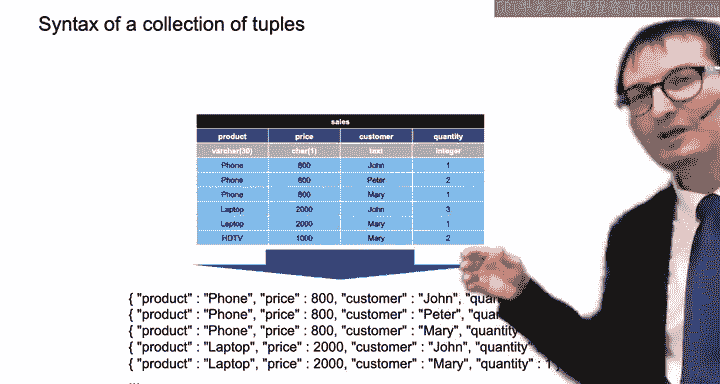 Syntax of a collection of tuples
sales
product price customer quantity
varchar(30) char(1) text integer
Phone 800 John 1
Phone 800 Peter 2
Phone 800 Mary 1
Laptop 2000 John 3
Laptop 2000 Mary 1
HDTV 1000 Mary 2
{ "product" : "Phone", "price" : 800, "customer" : "John", "quan
{ "product" : "Phone", "price" : 800, "customer" : "Peter", "quan
{ "product" : "Phone", "price" : 800, "customer" : "Mary", "quantity
{ "product" : "Laptop", "price" : 2000, "customer" : "John", "quantity"
{ "product" : "Laptop", "price" : 2000, "customer" : "Mary", "quantity" : 1 }
...